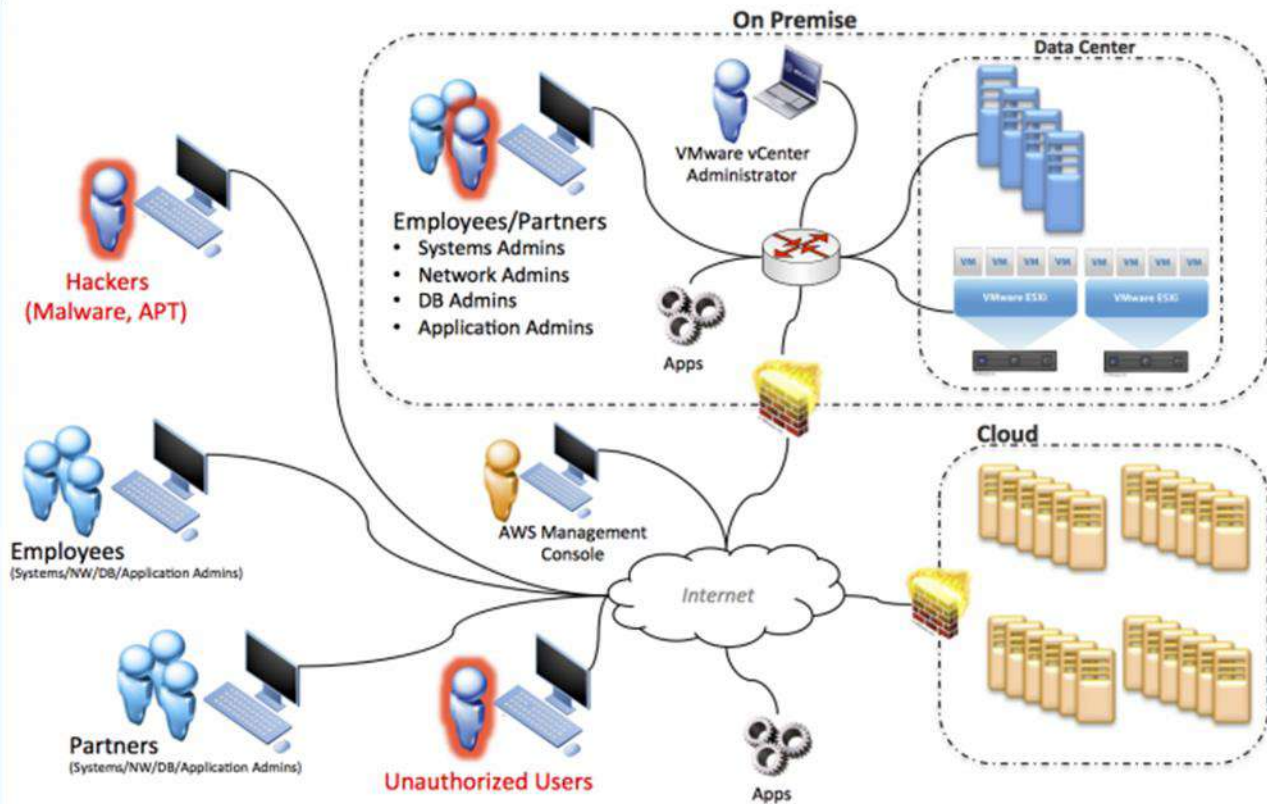 On Premise
Data Center
VMware vCenter
Administrator
Employees/Partners
• Systems Admins
• Network Admins
• DB Admins
• Application Admins
Apps
VM VM VM VM VM VM VM VM
VMware ESXi VMware ESXi
Hackers
(Malware, APT)
Cloud
AWS Management
Console
Employees
(Systems/NW/DB/Application Admins)
Internet
Partners
(Systems/NW/DB/Application Admins)
Unauthorized Users
Apps